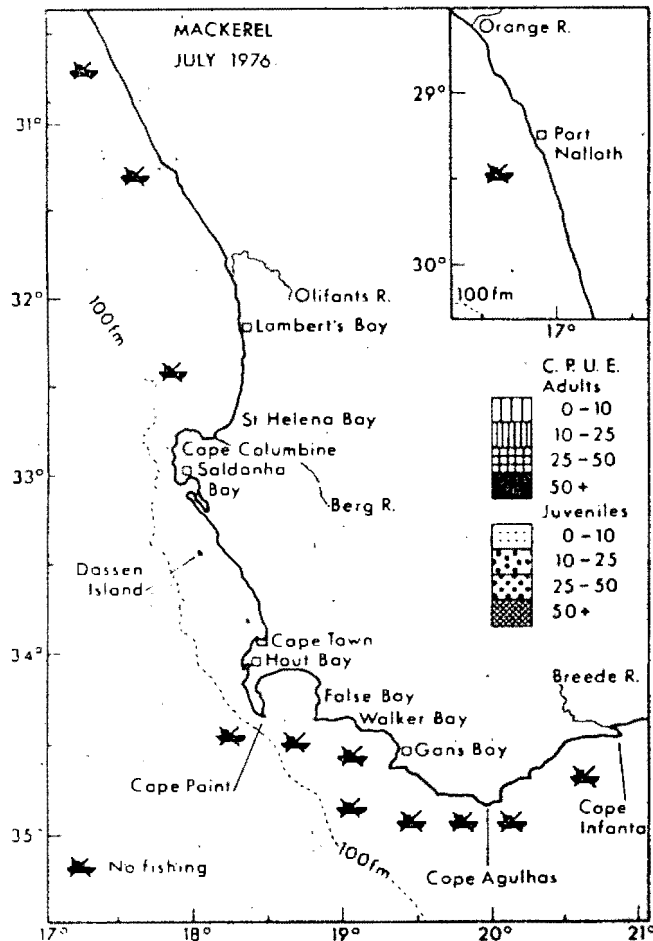 MACKEREL
JULY 1976
Orange R.
29°
Port
Nolloth
30°
100fm
17°
31°
31°
32°
33°
34°
35°
100fm
Olifants R.
Lambert's Bay
St Helena Bay
Cape Columbine
Saldanha
Bay
Berg R.
Dassen
Island
Cape Town
Hout Bay
False Bay
Walker Bay
Gans Bay
Breede R.
Cape Point
Cape
Infanta
Cape Agulhas
100fm
No fishing
C. P. U. E.
Adults
0-10
10-25
25-50
50+
Juveniles
0-10
10-25
25-50
50+
17°
18°
19°
20°
21°